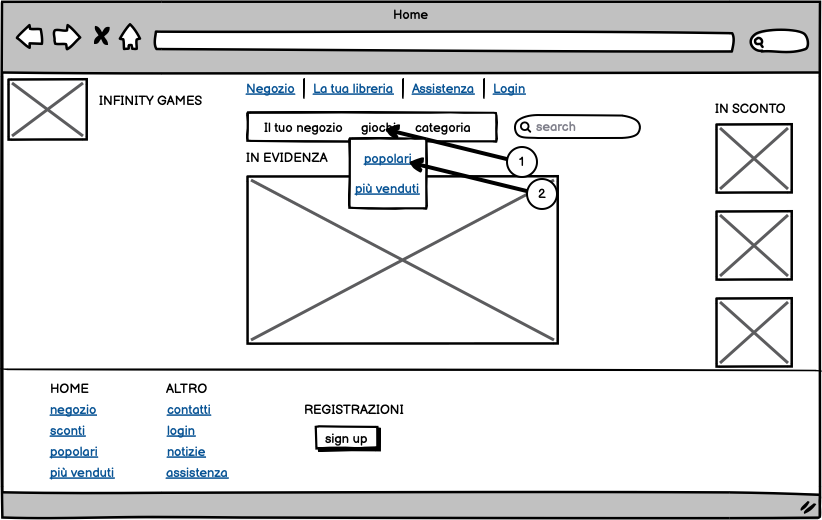 Home
INFINITY GAMES
Negozio | La tua libreria | Assistenza | Login
Il tuo negozio giochi categoria
search
IN SCONTO
IN EVIDENZA
popolari
1
più venduti
2
HOME
negozio
sconti
popolari
più venduti
ALTRO
contatti
login
notizie
assistenza
REGISTRAZIONI
sign up